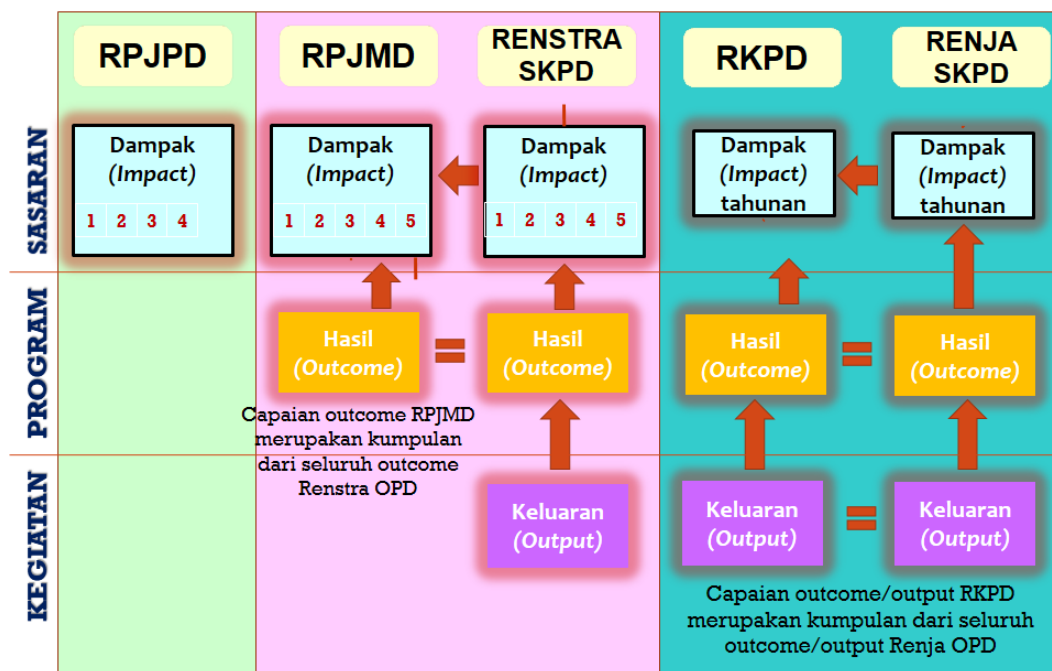 RPJPD
RPJMD
RENSTRA
SKPD
RKPD
RENJA
SKPD
SASARAN
Dampak
(Impact)
1 2 3 4
Dampak
(Impact)
1 2 3 4 5
Dampak
(Impact)
1 2 3 4 5
Dampak
(Impact)
tahunan
Dampak
(Impact)
tahunan
PROGRAM
Hasil
(Outcome)
=
Hasil
(Outcome)
Hasil
(Outcome)
=
Hasil
(Outcome)
Capaian outcome RPJMD
merupakan kumpulan
dari seluruh outcome
Renstra OPD
KEGIATAN
Keluaran
(Output)
Keluaran
(Output)
=
Keluaran
(Output)
Capaian outcome/output RKPD
merupakan kumpulan dari seluruh
outcome/output Renja OPD